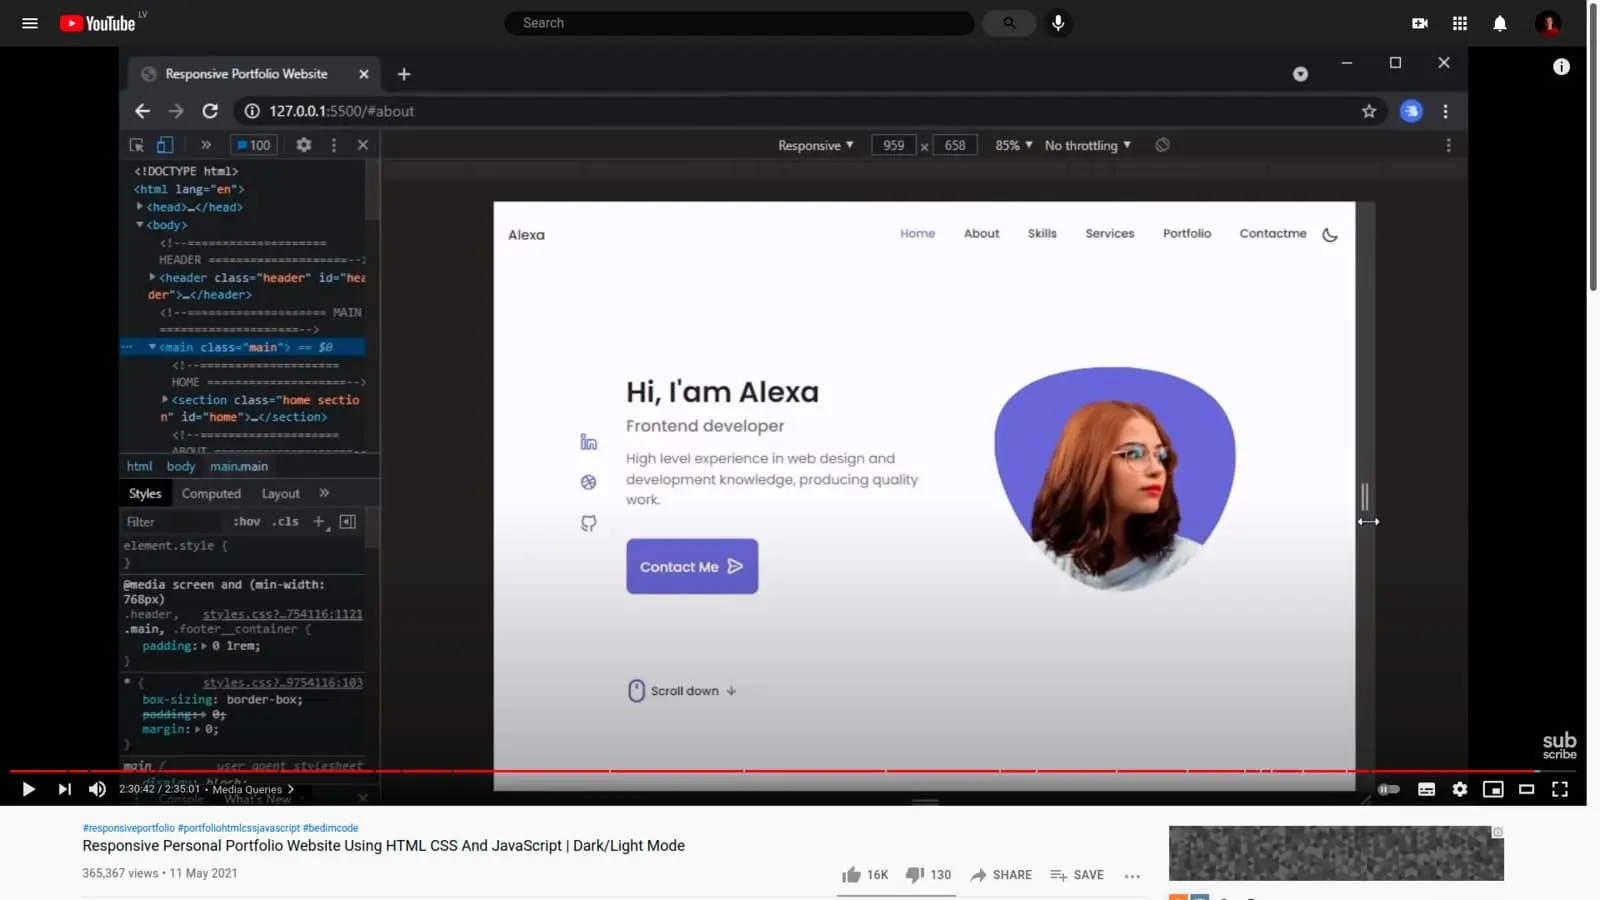 YouTube LV
Search
Responsive Portfolio Website
127.0.0.1:5500/#about
100
Responsive 959 x 658 85% No throttling
<!DOCTYPE html>
<html lang="en">
<head>…</head>
<body>
<!--=====================
HEADER =====================-->
<header class="header" id="hea
der">…</header>
<!--===================== MAIN
=====================-->
<main class="main"> == $0
<!--=====================
HOME =====================-->
<section class="home sectio
n" id="home">…</section>
<!--=====================
ABOUT =====================
html body main.main
Styles Computed Layout
Filter :hov .cls
element.style {
}
@media screen and (min-width:
768px)
.header, styles.css?…754116:1121
.main, .footer__container {
padding: 0 1rem;
}
* { styles.css?…9754116:103
box-sizing: border-box;
padding: 0;
margin: 0;
}
main { user agent stylesheet
display: block;
Console What's New
Alexa
Home About Skills Services Portfolio Contactme
Hi, I'am Alexa
Frontend developer
High level experience in web design and
development knowledge, producing quality
work.
Contact Me
Scroll down
sub
scribe
2:30:42 / 2:35:01 • Media Queries
#responsiveportfolio #portfoliohtmlcssjavascript #bedimcode
Responsive Personal Portfolio Website Using HTML CSS And JavaScript | Dark/Light Mode
365,367 views • 11 May 2021
16K 130 SHARE SAVE